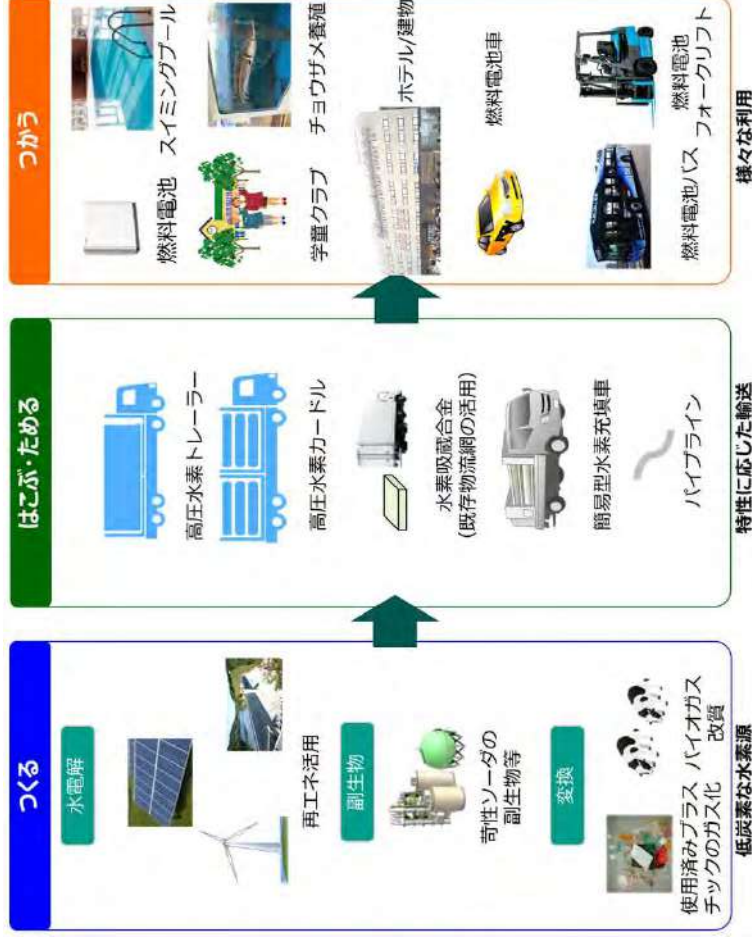 つくる
水電解
再エネ活用
副生物
苛性ソーダの
副生物等
変換
使用済みプラス
チックのガス化
バイオガス
改質
低炭素な水素源
はこぶ・ためる
高圧水素トレーラー
高圧水素カードル
水素吸蔵合金
(既存物流網の活用)
簡易型水素充填車
パイプライン
特性に応じた輸送
つかう
燃料電池
スイミングプール
学童クラブ
チョウザメ養殖
ホテル/建物
燃料電池車
燃料電池バス
燃料電池
フォークリフト
様々な利用